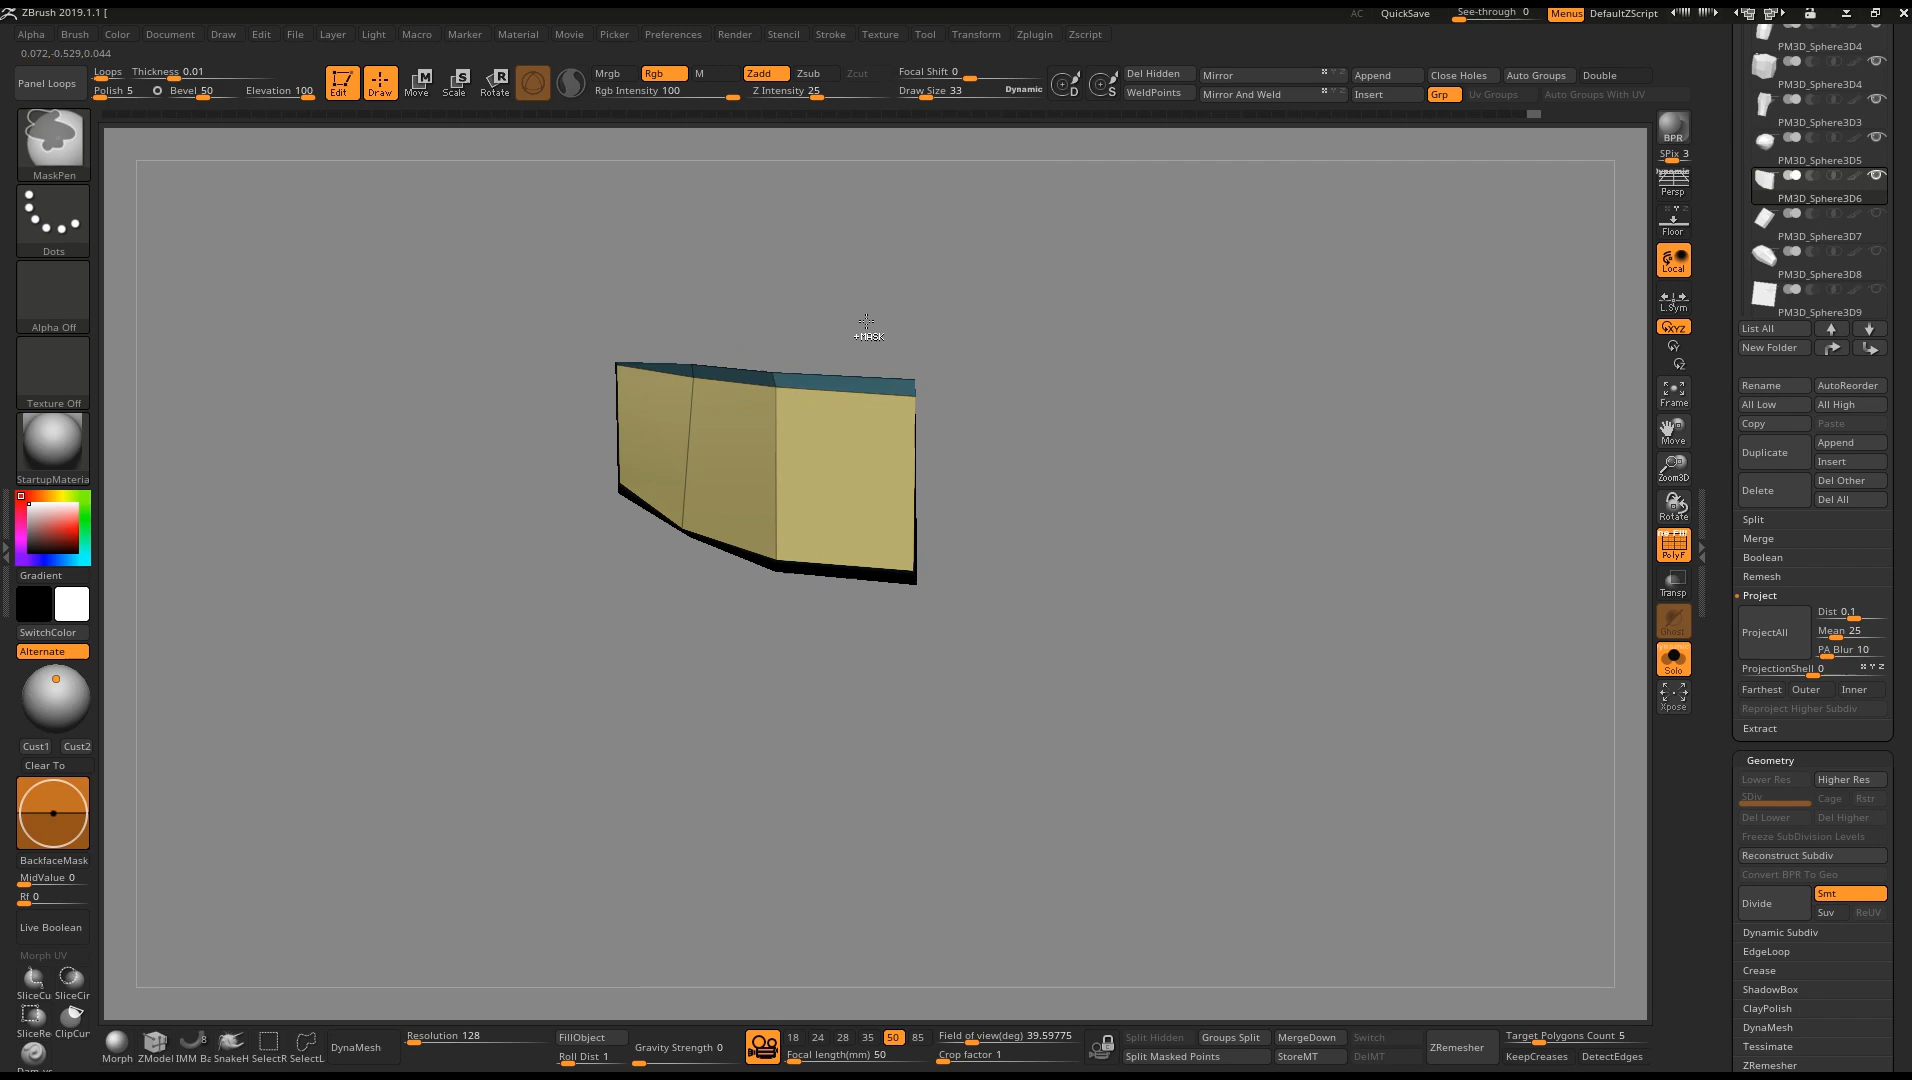 ZBrush 2019.1.1 [
AC QuickSave See-through 0 Menus DefaultZScript
Alpha Brush Color Document Draw Edit File Layer Light Macro Marker Material Movie Picker Preferences Render Stencil Stroke Texture Tool Transform Zplugin Zscript
0.072,-0.529,0.044
Panel Loops
Loops Thickness 0.01
Polish 5 Bevel 50 Elevation 100
Edit Draw Move Scale Rotate
Mrgb Rgb M Zadd Zsub Zcut
Rgb Intensity 100 Z Intensity 25
Focal Shift 0
Draw Size 33 Dynamic
D S
Del Hidden Mirror Append Close Holes Auto Groups Double
WeldPoints Mirror And Weld Insert Grp Uv Groups Auto Groups With UV
MaskPen
Dots
Alpha Off
Texture Off
StartupMateria
Gradient
SwitchColor
Alternate
Cust1 Cust2
Clear To
BackfaceMask
MidValue 0
Rf 0
Live Boolean
Morph UV
SliceCu SliceCir
SliceRe ClipCur
+MASK
BPR
SPix 3
Dynamic
Persp
Floor
Local
L.Sym
XYZ
Y
Z
Frame
Move
Zoom3D
Rotate
PolyF
Transp
Ghost
Solo
Xpose
PM3D_Sphere3D4
PM3D_Sphere3D4
PM3D_Sphere3D3
PM3D_Sphere3D5
PM3D_Sphere3D6
PM3D_Sphere3D7
PM3D_Sphere3D8
PM3D_Sphere3D9
List All
New Folder
Rename AutoReorder
All Low All High
Copy Paste
Duplicate Append
Insert
Delete Del Other
Del All
Split
Merge
Boolean
Remesh
Project
ProjectAll Dist 0.1
Mean 25
PA Blur 10
ProjectionShell 0
Farthest Outer Inner
Reproject Higher Subdiv
Extract
Geometry
Lower Res Higher Res
SDiv Cage Rstr
Del Lower Del Higher
Freeze SubDivision Levels
Reconstruct Subdiv
Convert BPR To Geo
Divide Smt
Suv ReUV
Dynamic Subdiv
EdgeLoop
Crease
ShadowBox
ClayPolish
DynaMesh
Tessimate
ZRemesher
Morph ZModel IMM Ba SnakeH SelectR SelectL
DynaMesh
Resolution 128
FillObject
Roll Dist 1
Gravity Strength 0
18 24 28 35 50 85
Focal length(mm) 50
Field of view(deg) 39.59775
Crop factor 1
Split Hidden Groups Split MergeDown Switch
Split Masked Points StoreMT DelMT
ZRemesher
Target Polygons Count 5
KeepCreases DetectEdges